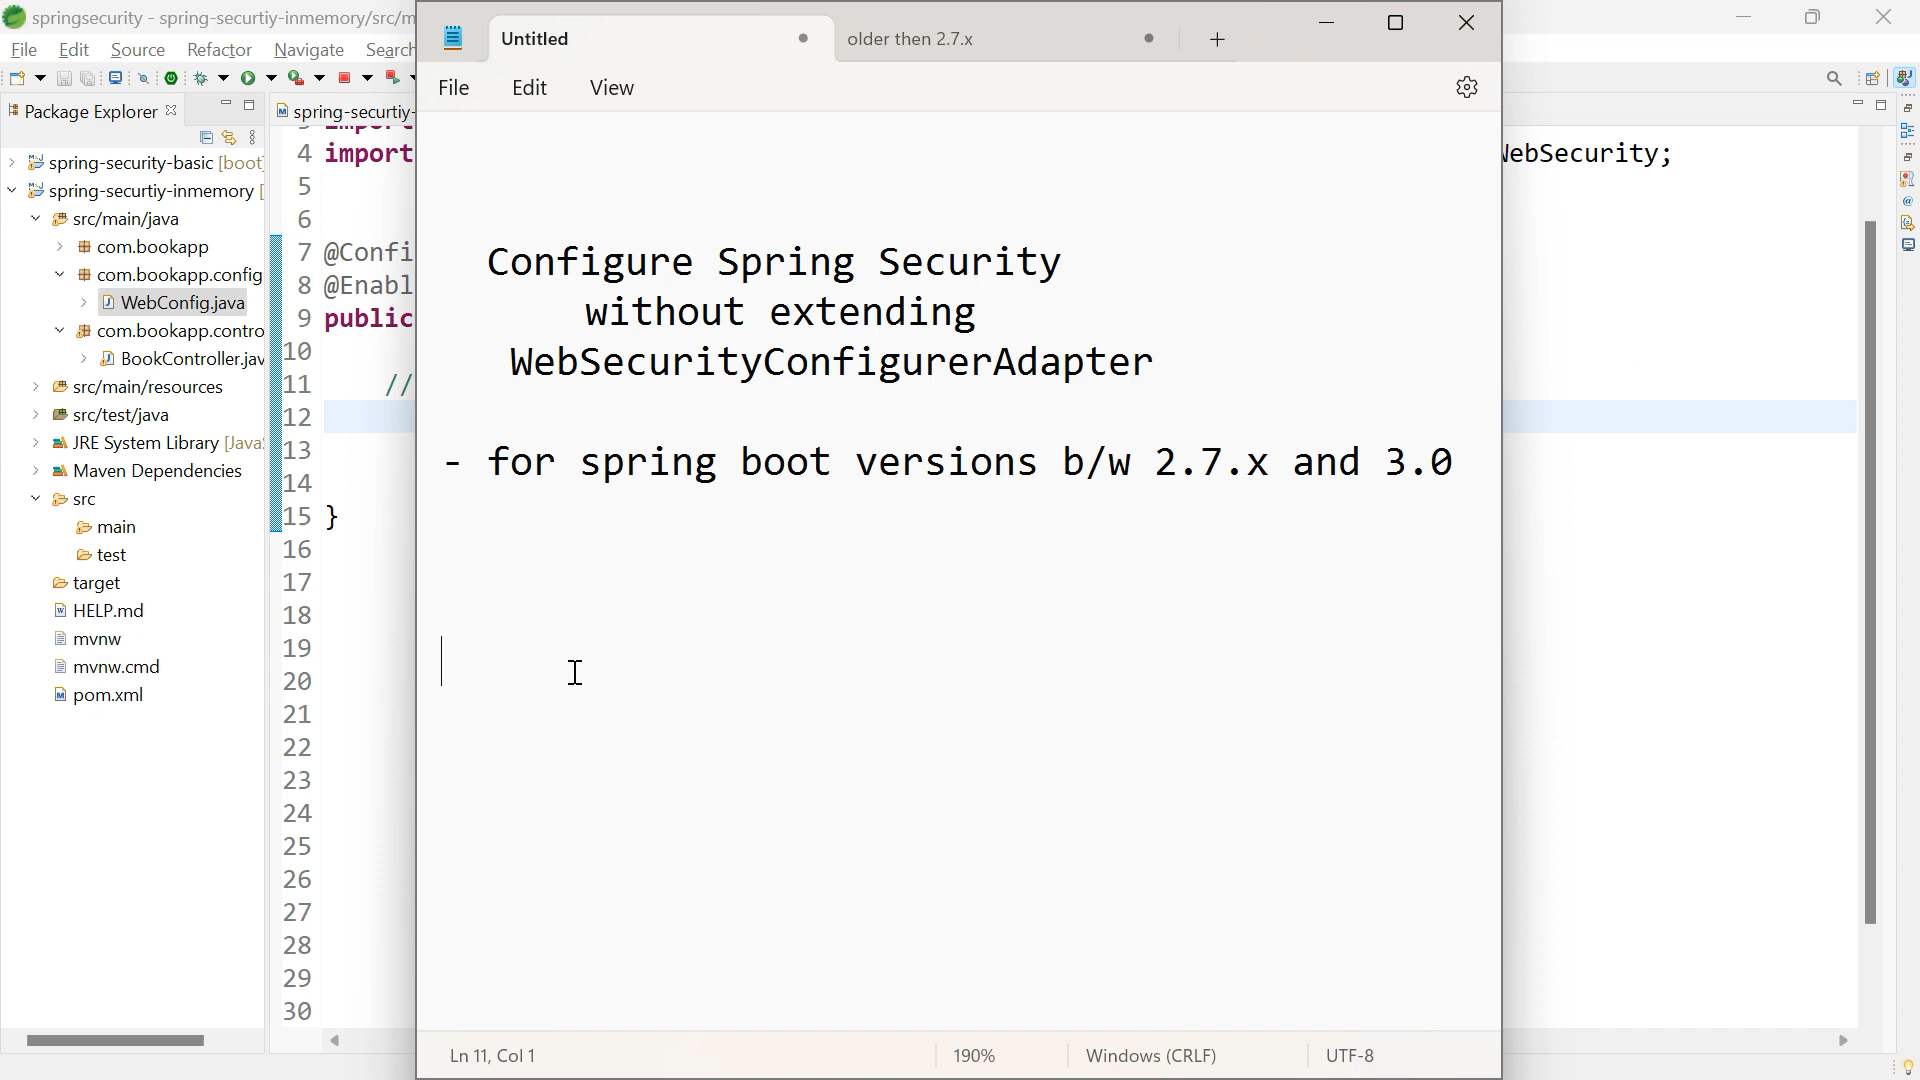 springsecurity - spring-securtiy-inmemory/src/m
File Edit Source Refactor Navigate Search
Package Explorer
spring-security-basic [boot]
spring-securtiy-inmemory [
src/main/java
com.bookapp
com.bookapp.config
WebConfig.java
com.bookapp.contro
BookController.jav
src/main/resources
src/test/java
JRE System Library [Java
Maven Dependencies
src
main
test
target
HELP.md
mvnw
mvnw.cmd
pom.xml
spring-securtiy-
3 import
4 import
WebSecurity;
5
6
7 @Confi
8 @Enabl
9 public
10
11 //
12
13
14
15 }
16
17
18
19
20
21
22
23
24
25
26
27
28
29
30
Untitled
older then 2.7.x
File Edit View
Configure Spring Security
without extending
WebSecurityConfigurerAdapter
- for spring boot versions b/w 2.7.x and 3.0
Ln 11, Col 1 190% Windows (CRLF) UTF-8